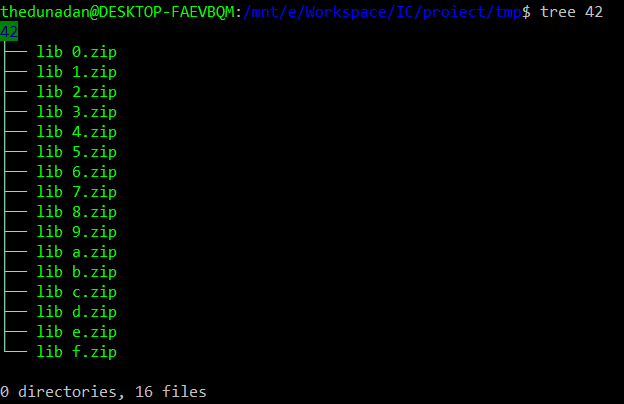 thedunadan@DESKTOP-FAEVBQM:/mnt/e/Workspace/IC/project/tmp$ tree 42
42
├── lib 0.zip
├── lib 1.zip
├── lib 2.zip
├── lib 3.zip
├── lib 4.zip
├── lib 5.zip
├── lib 6.zip
├── lib 7.zip
├── lib 8.zip
├── lib 9.zip
├── lib a.zip
├── lib b.zip
├── lib c.zip
├── lib d.zip
├── lib e.zip
└── lib f.zip
0 directories, 16 files